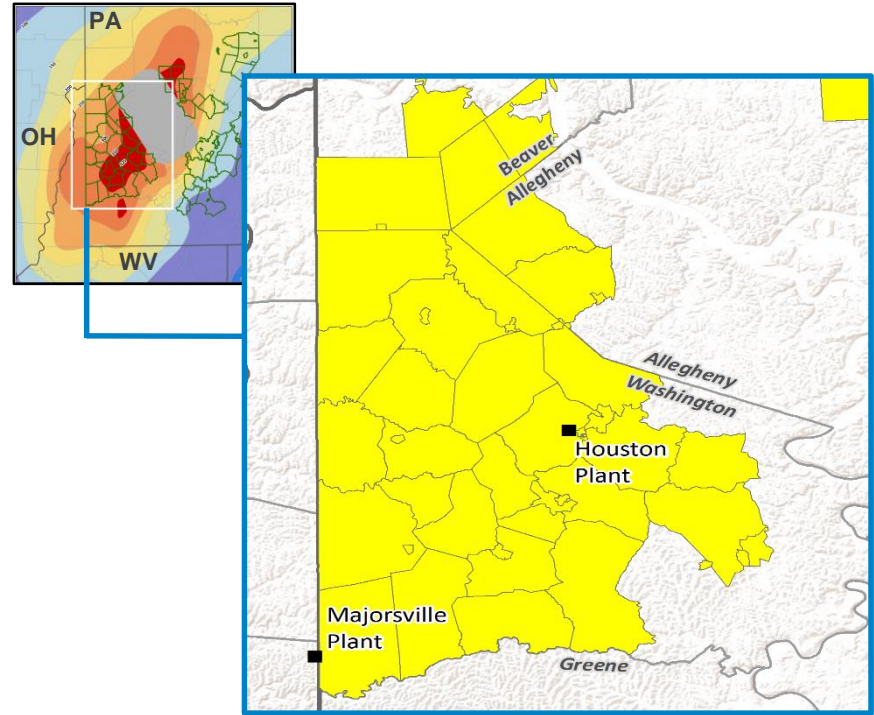 PA
OH
WV
Beaver
Allegheny
Allegheny
Washington
Houston
Plant
Majorsville
Plant
Greene